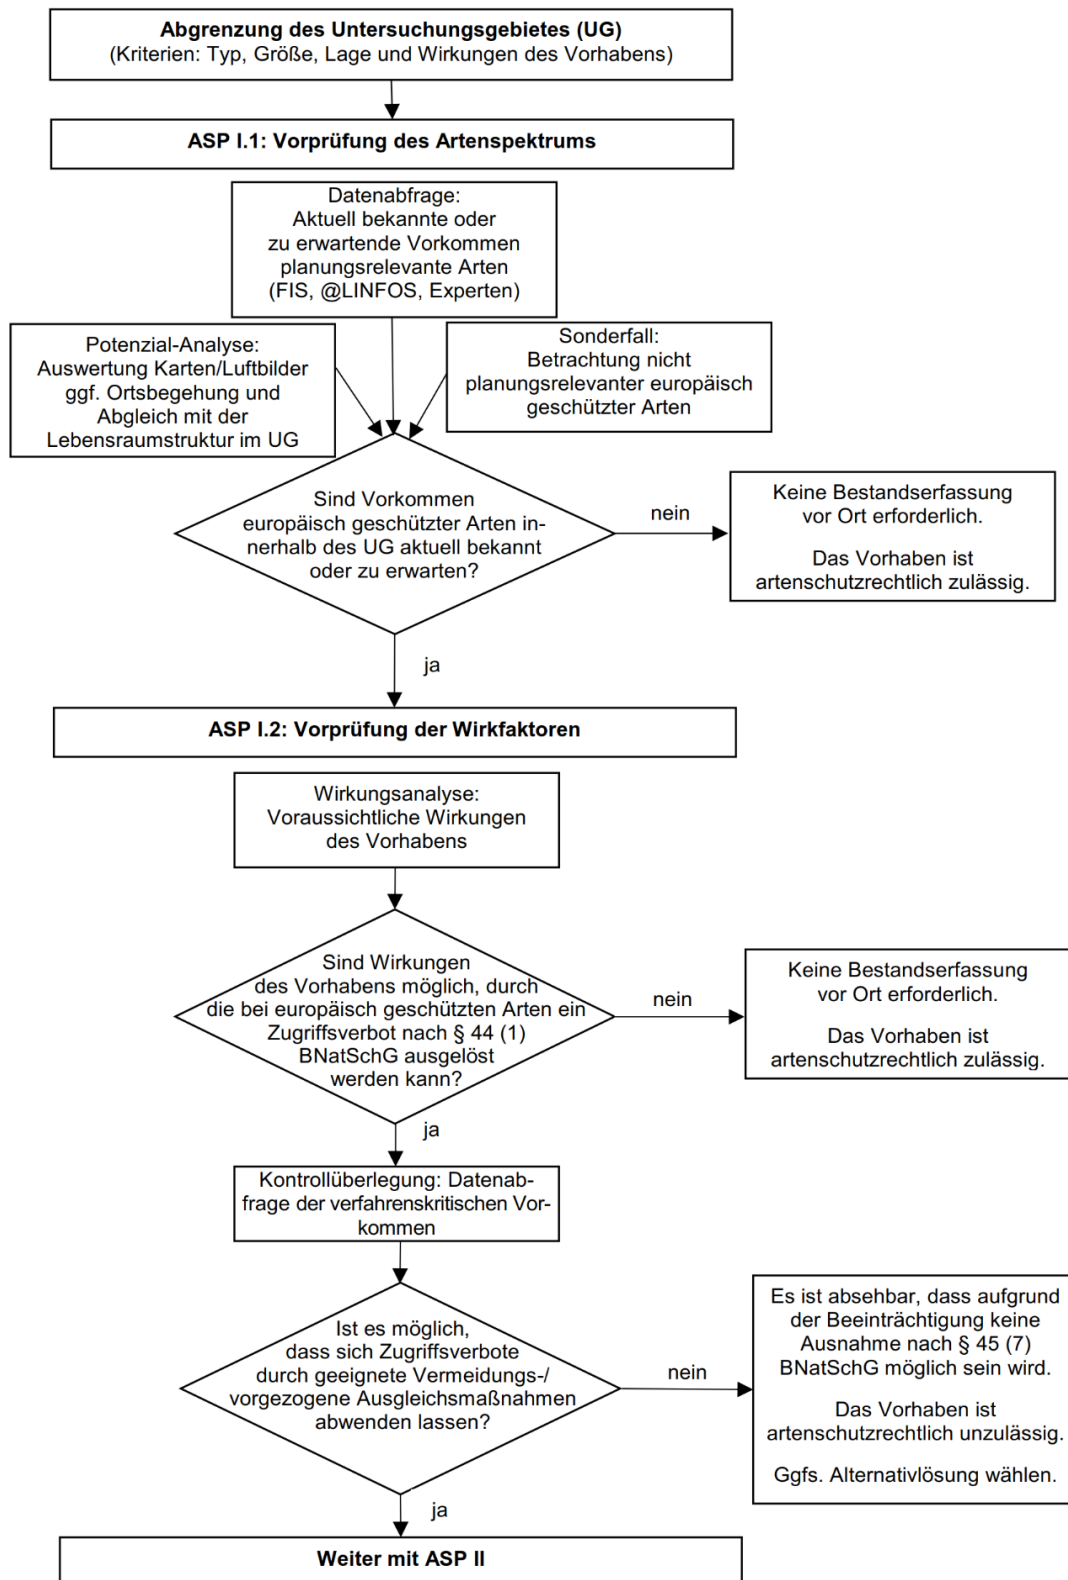 Abgrenzung des Untersuchungsgebietes (UG)
(Kriterien: Typ, Größe, Lage und Wirkungen des Vorhabens)
ASP I.1: Vorprüfung des Artenspektrums
Datenabfrage:
Aktuell bekannte oder
zu erwartende Vorkommen
planungsrelevante Arten
(FIS, @LINFOS, Experten)
Potenzial-Analyse:
Auswertung Karten/Luftbilder
ggf. Ortsbegehung und
Abgleich mit der
Lebensraumstruktur im UG
Sonderfall:
Betrachtung nicht
planungsrelevanter europäisch
geschützter Arten
Sind Vorkommen
europäisch geschützter Arten in-
nerhalb des UG aktuell bekannt
oder zu erwarten?
nein
Keine Bestandserfassung
vor Ort erforderlich.
Das Vorhaben ist
artenschutzrechtlich zulässig.
ja
ASP I.2: Vorprüfung der Wirkfaktoren
Wirkungsanalyse:
Voraussichtliche Wirkungen
des Vorhabens
Sind Wirkungen
des Vorhabens möglich, durch
die bei europäisch geschützten Arten ein
Zugriffsverbot nach § 44 (1)
BNatSchG ausgelöst
werden kann?
nein
Keine Bestandserfassung
vor Ort erforderlich.
Das Vorhaben ist
artenschutzrechtlich zulässig.
ja
Kontrollüberlegung: Datenab-
frage der verfahrenskritischen Vor-
kommen
Ist es möglich,
dass sich Zugriffsverbote
durch geeignete Vermeidungs-/
vorgezogene Ausgleichsmaßnahmen
abwenden lassen?
nein
Es ist absehbar, dass aufgrund
der Beeinträchtigung keine
Ausnahme nach § 45 (7)
BNatSchG möglich sein wird.
Das Vorhaben ist
artenschutzrechtlich unzulässig.
Ggfs. Alternativlösung wählen.
ja
Weiter mit ASP II